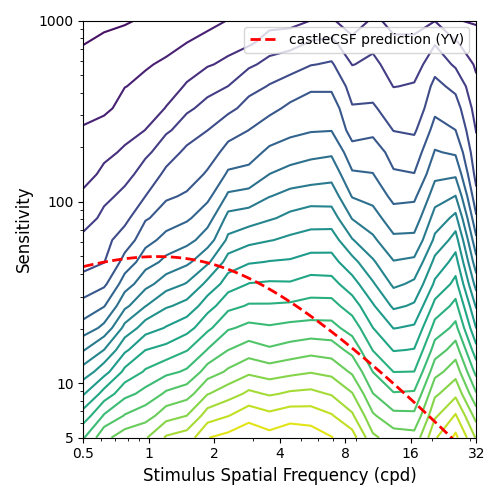 1000
castleCSF prediction (YV)
100
10
5
Sensitivity
0.5 1 2 4 8 16 32
Stimulus Spatial Frequency (cpd)